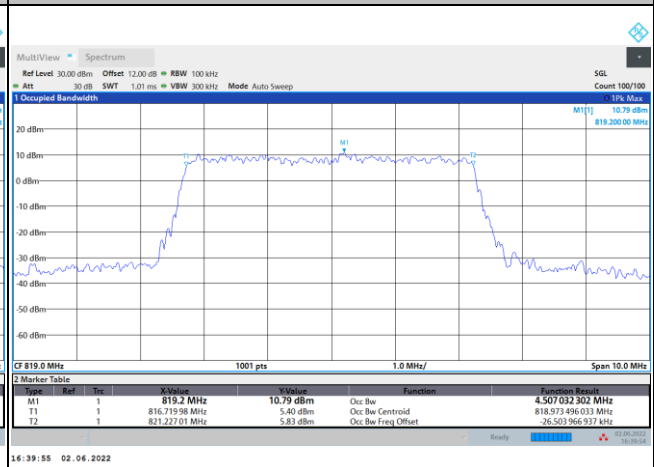 MultiView Spectrum
Ref Level 30.00 dBm Offset 12.00 dB RBW 100 kHz SGL
Att 30 dB SWT 1.01 ms VBW 300 kHz Mode Auto Sweep Count 100/100
1 Occupied Bandwidth 1Pk Max
M1[1] 10.79 dBm
819.200 00 MHz
20 dBm
M1
10 dBm
T1 T2
0 dBm
-10 dBm
-20 dBm
-30 dBm
-40 dBm
-50 dBm
-60 dBm
CF 819.0 MHz 1001 pts 1.0 MHz/ Span 10.0 MHz
2 Marker Table
Type Ref Trc X-Value Y-Value Function Function Result
M1 1 819.2 MHz 10.79 dBm Occ Bw 4.507 032 302 MHz
T1 1 816.719 98 MHz 5.40 dBm Occ Bw Centroid 818.973 496 033 MHz
T2 1 821.227 01 MHz 5.83 dBm Occ Bw Freq Offset -26.503 966 937 kHz
Ready 02.06.2022
16:39:54
16:39:55 02.06.2022